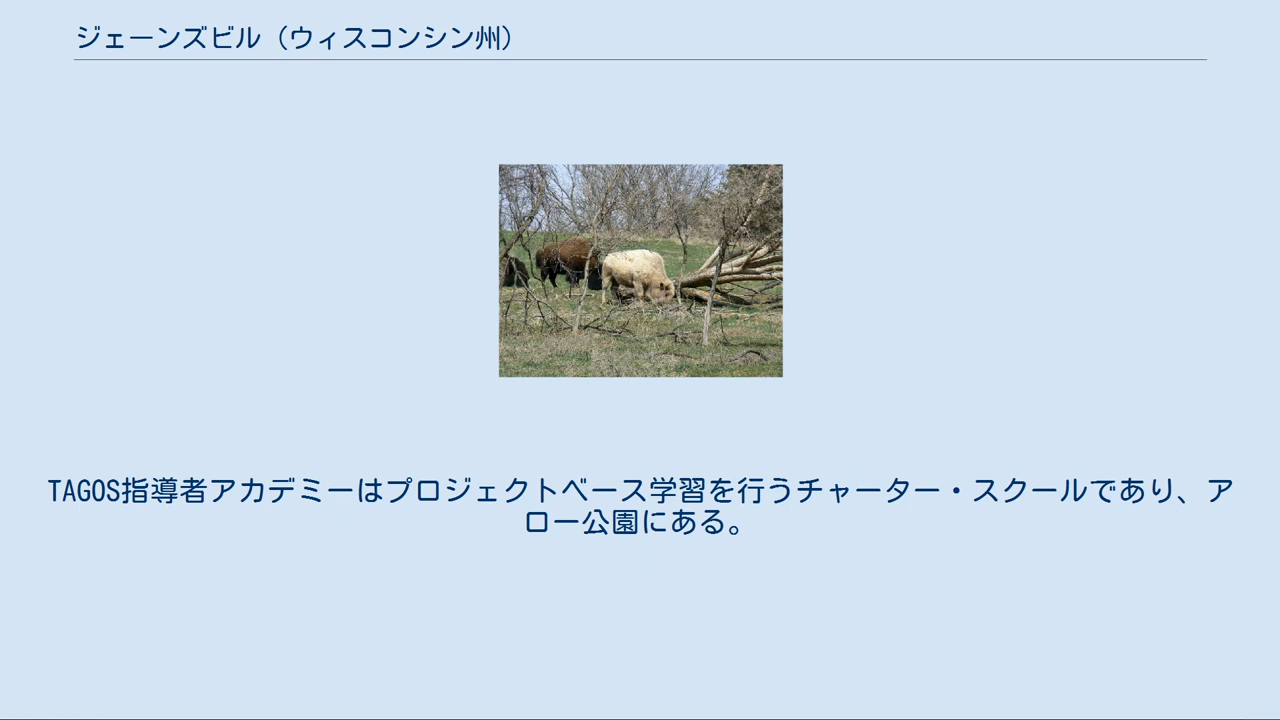 ジェーンズビル（ウィスコンシン州）
TAGOS指導者アカデミーはプロジェクトベース学習を行うチャーター・スクールであり、ア
ロー公園にある。